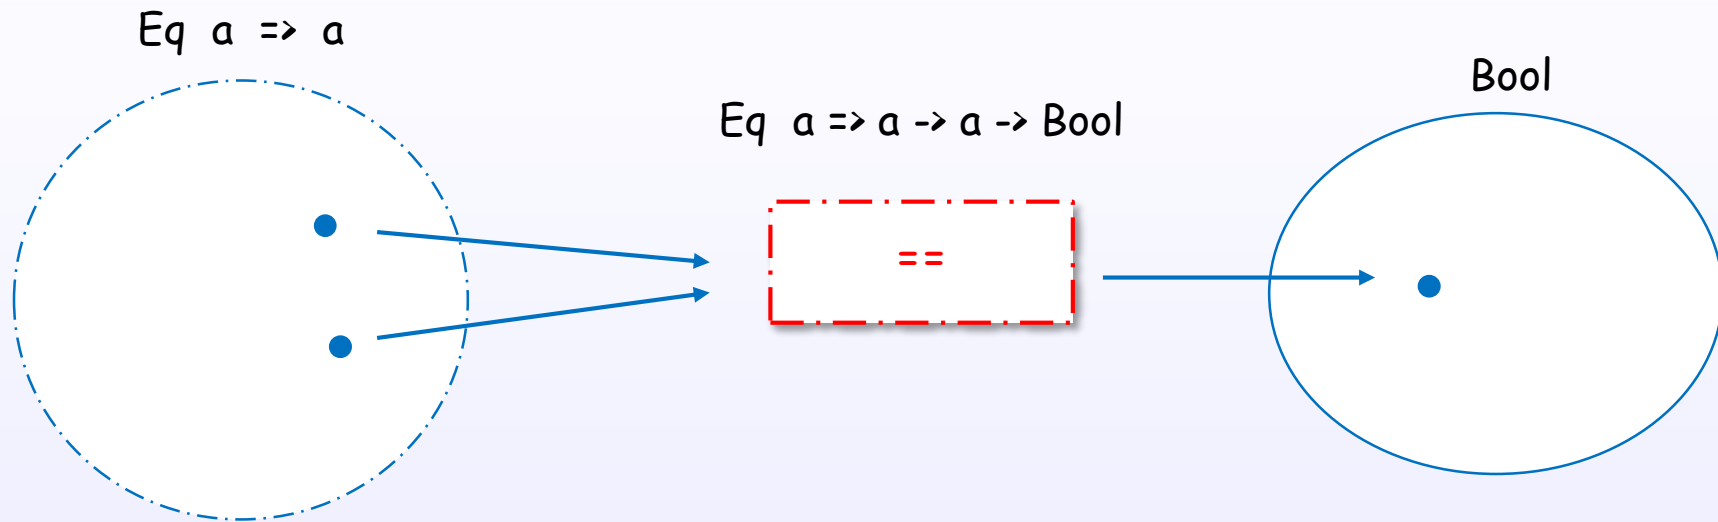 Eq a => a
Eq a => a -> a -> Bool
Bool
==